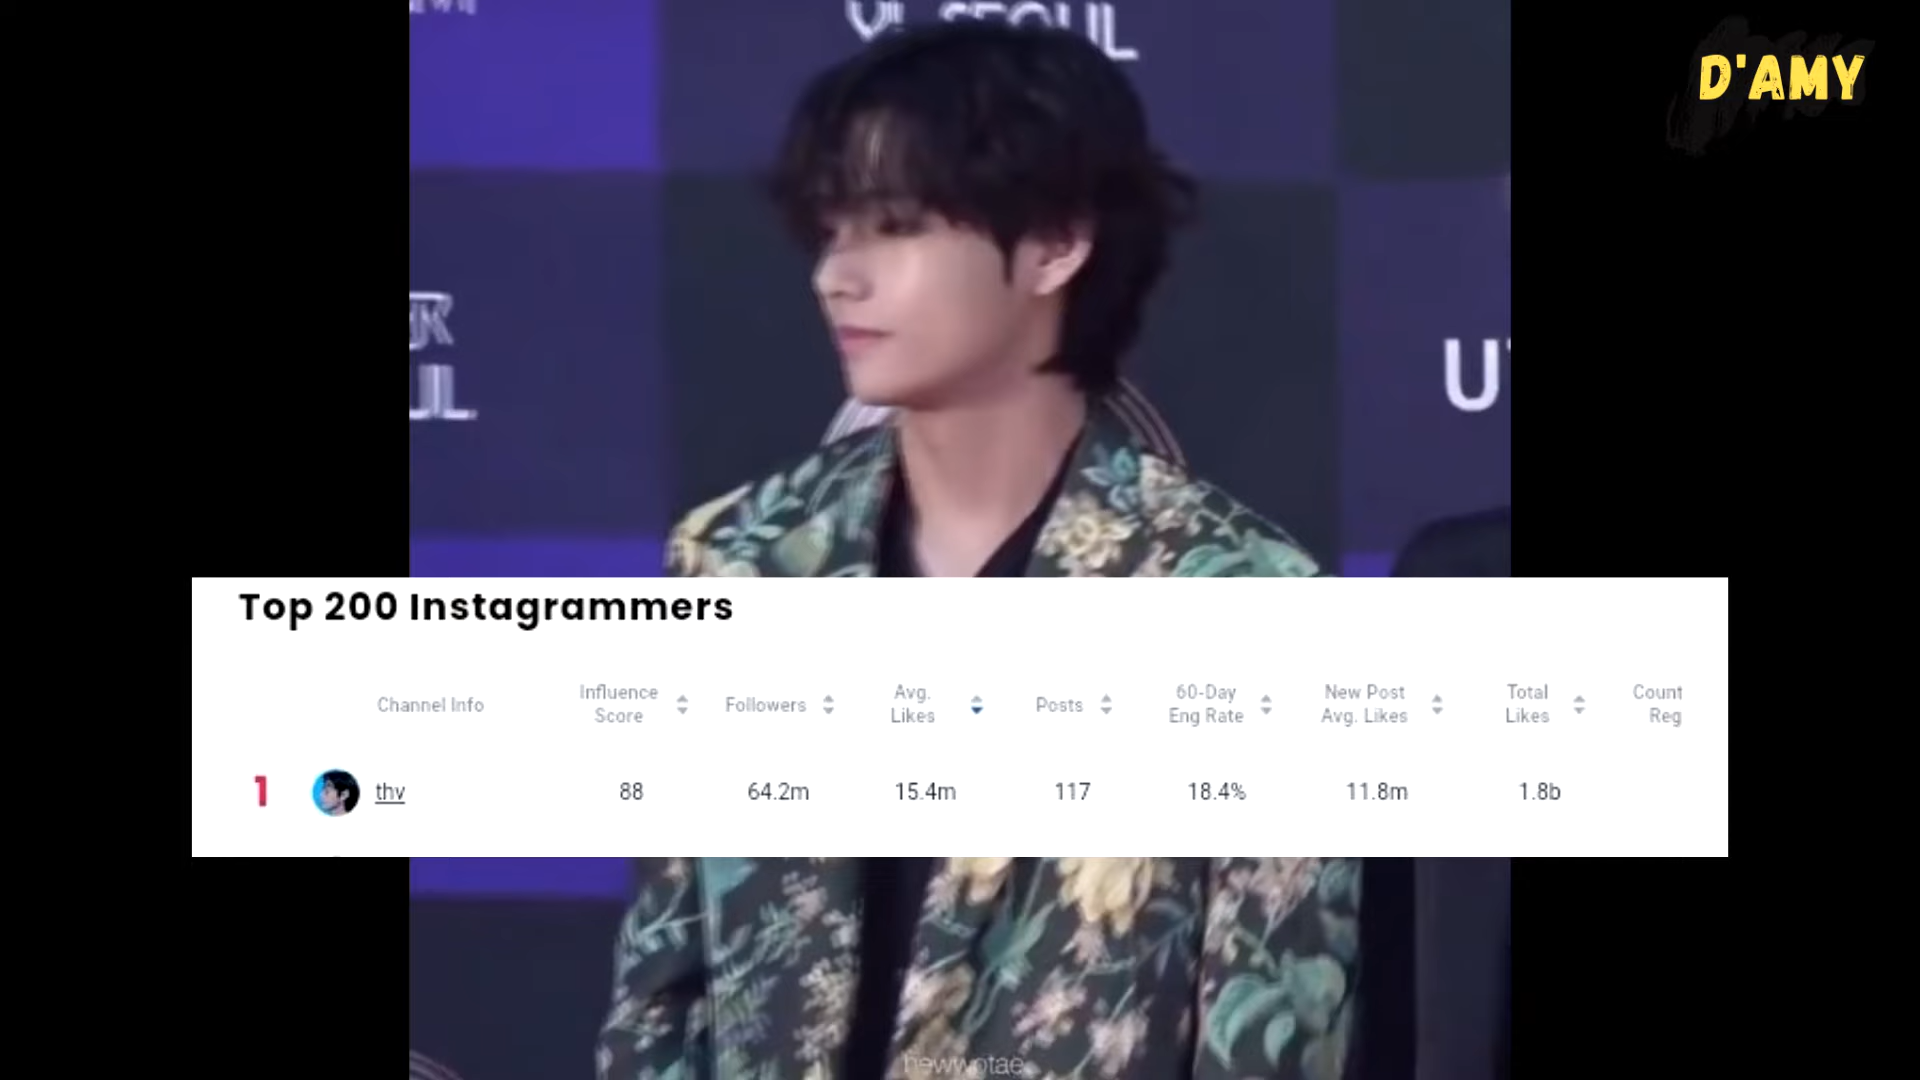 D'AMY
SEOUL
U
Top 200 Instagrammers
Channel Info
Influence Score
Followers
Avg. Likes
Posts
60-Day Eng Rate
New Post Avg. Likes
Total Likes
Count Reg
1 thv 88 64.2m 15.4m 117 18.4% 11.8m 1.8b
hewwotae